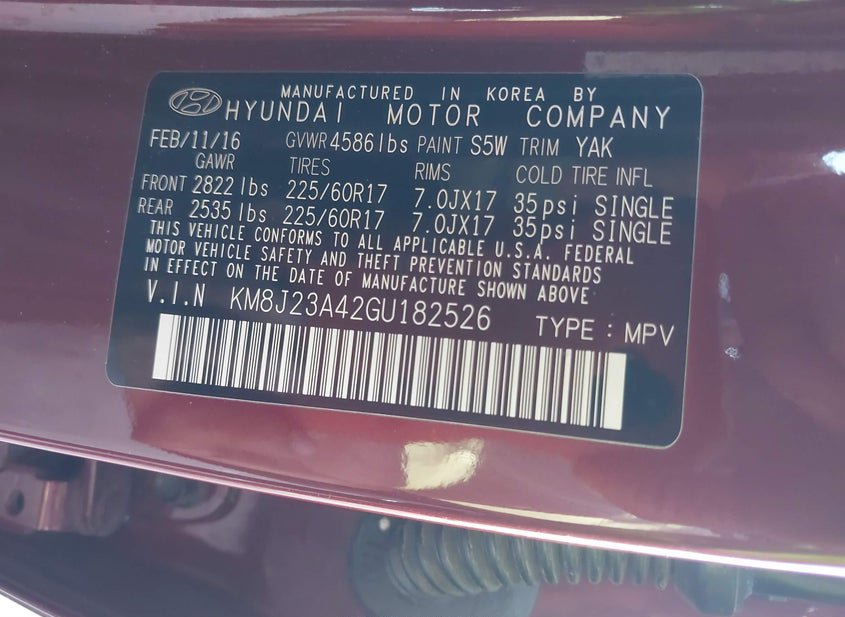 MANUFACTURED IN KOREA BY
HYUNDAI MOTOR COMPANY
FEB/11/16 GVWR 4586lbs PAINT S5W TRIM YAK
GAWR TIRES RIMS COLD TIRE INFL
FRONT 2822 lbs 225/60R17 7.0JX17 35psi SINGLE
REAR 2535 lbs 225/60R17 7.0JX17 35psi SINGLE
THIS VEHICLE CONFORMS TO ALL APPLICABLE U.S.A. FEDERAL
MOTOR VEHICLE SAFETY AND THEFT PREVENTION STANDARDS
IN EFFECT ON THE DATE OF MANUFACTURE SHOWN ABOVE
V.I.N KM8J23A42GU182526 TYPE : MPV